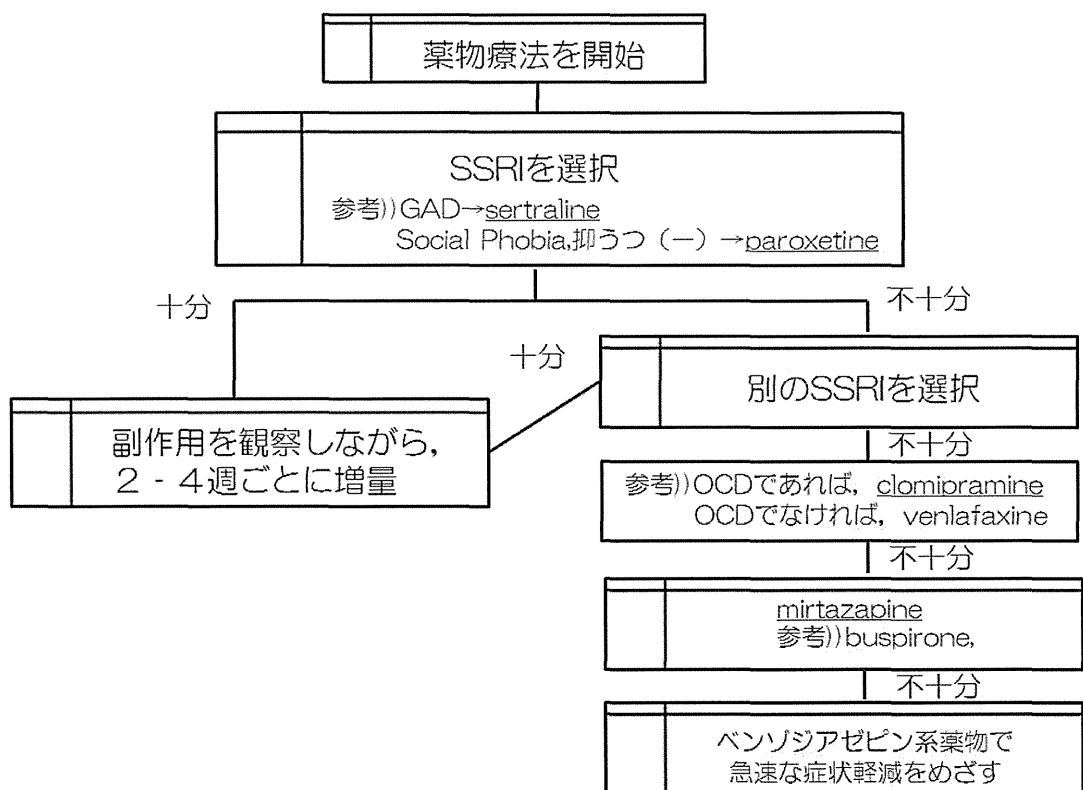 薬物療法を開始
SSRIを選択
参考))GAD→sertraline
Social Phobia,抑うつ（－）→paroxetine
十分
不十分
十分
別のSSRIを選択
副作用を観察しながら,
２‐４週ごとに増量
不十分
参考))OCDであれば，clomipramine
OCDでなければ，venlafaxine
不十分
mirtazapine
参考))buspirone,
不十分
ベンゾジアゼピン系薬物で
急速な症状軽減をめざす